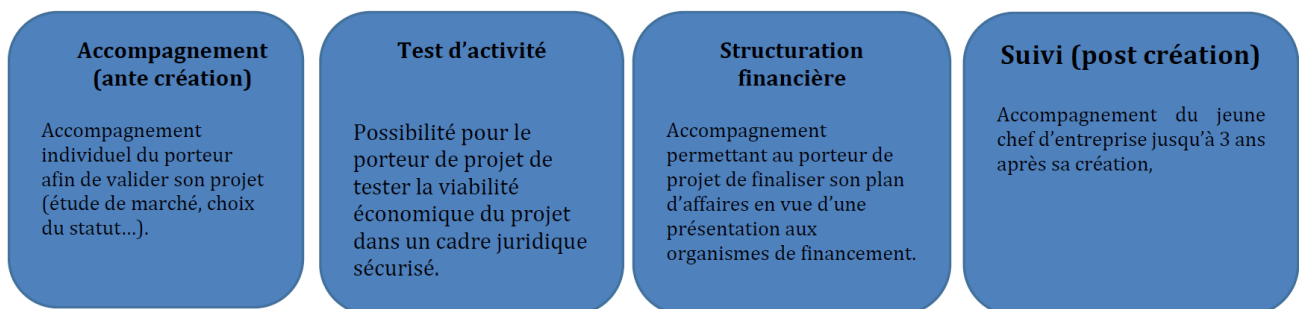 Accompagnement
(ante création)
Accompagnement
individuel du porteur
afin de valider son projet
(étude de marché, choix
du statut…).
Test d’activité
Possibilité pour le
porteur de projet de
tester la viabilité
économique du projet
dans un cadre juridique
sécurisé.
Structuration
financière
Accompagnement
permettant au porteur de
projet de finaliser son plan
d’affaires en vue d’une
présentation aux
organismes de financement.
Suivi (post création)
Accompagnement du jeune
chef d’entreprise jusqu’à 3 ans
après sa création,